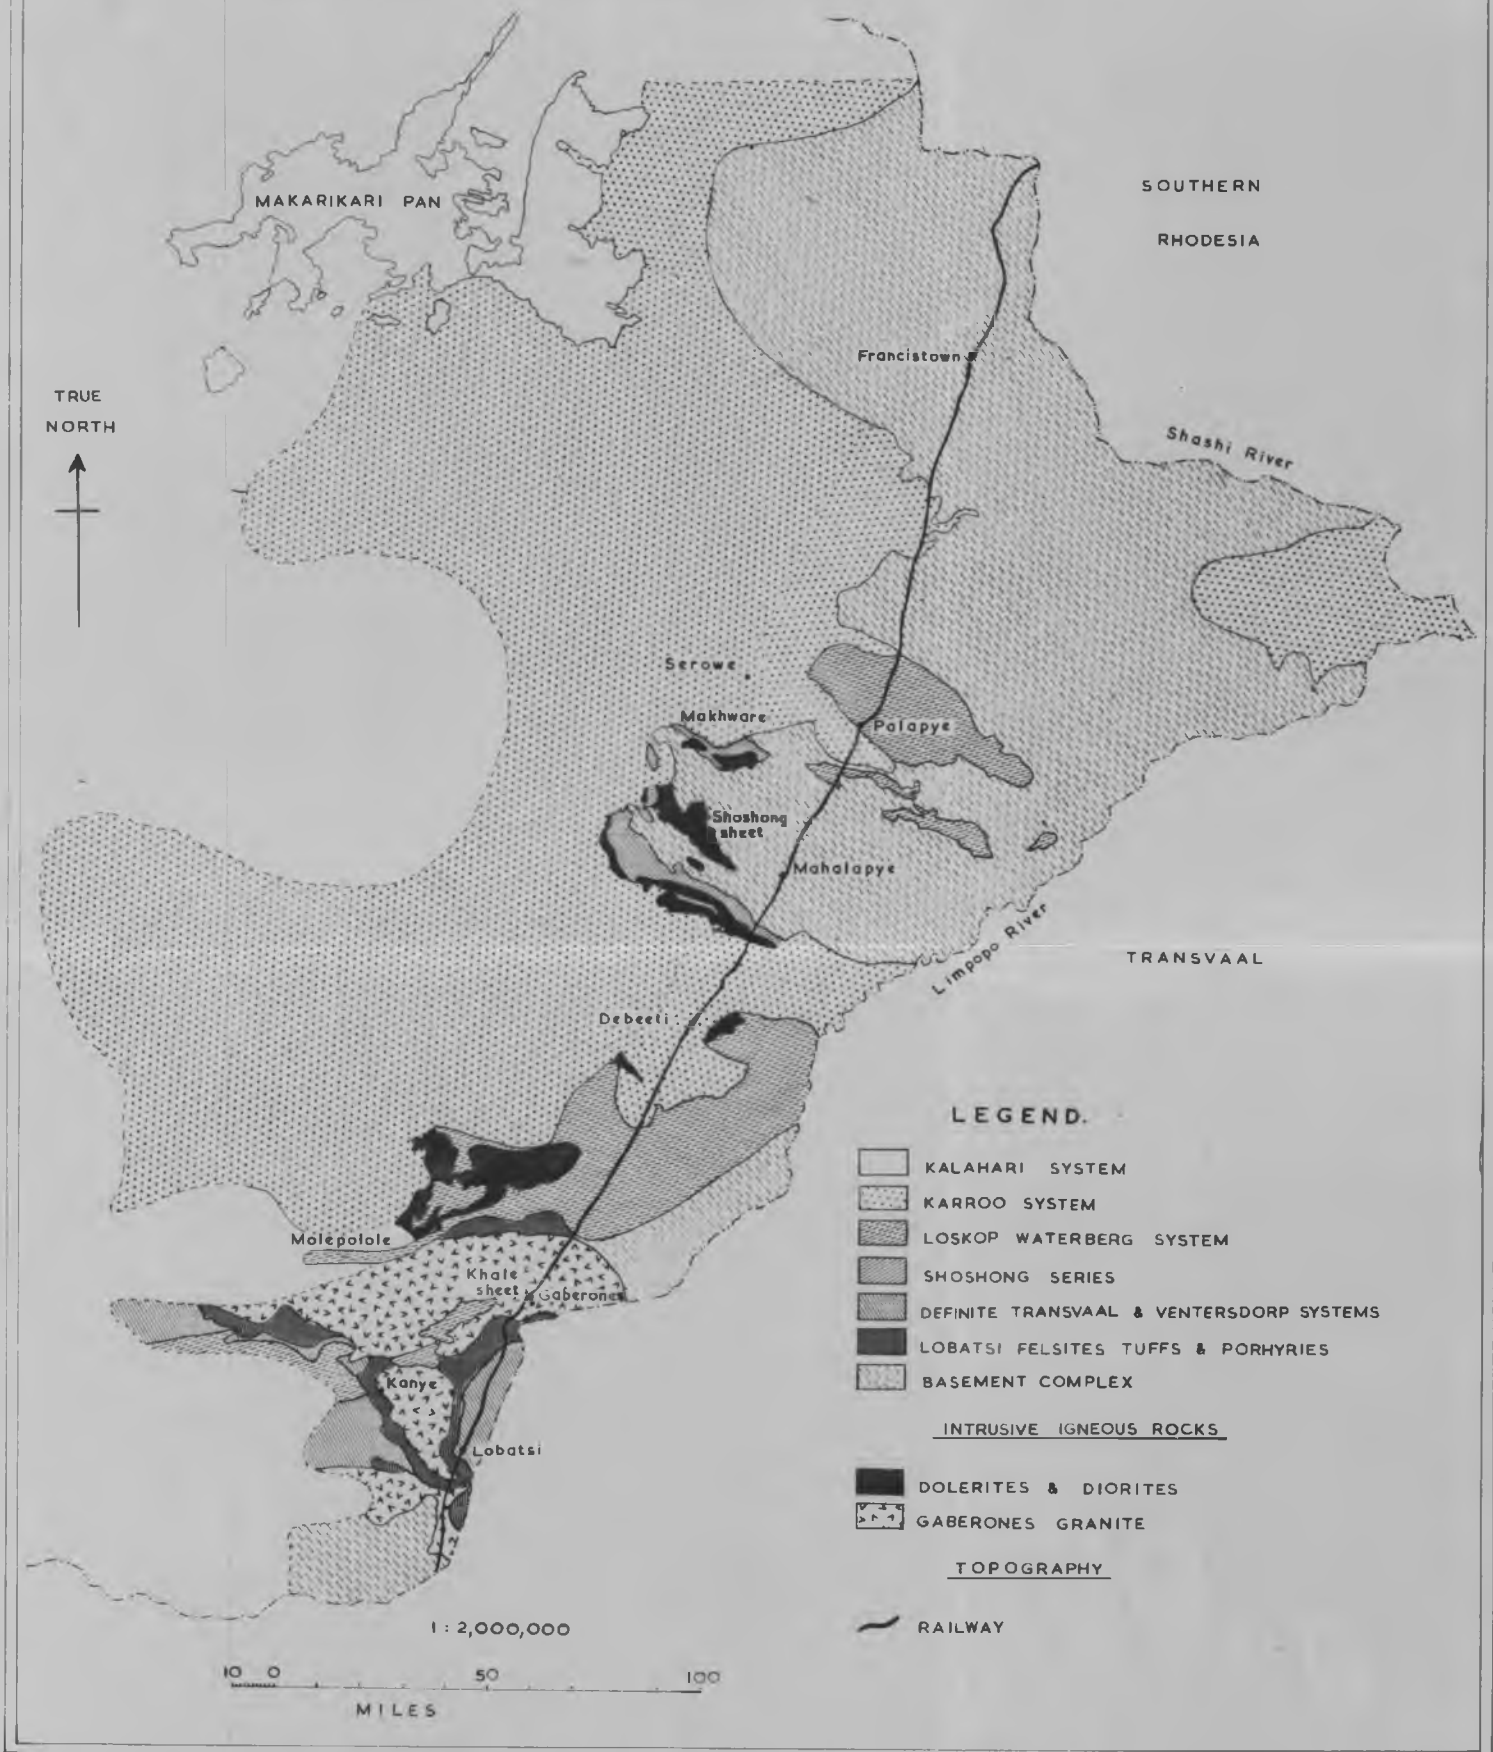 MAKARIKARI PAN
SOUTHERN
RHODESIA
Francistown
TRUE
NORTH
Shashi River
Serowe
Makhware
Palapye
Shoshong
sheet
Mahalapye
Limpopo River
TRANSVAAL
Debeeti
LEGEND.
KALAHARI SYSTEM
KARROO SYSTEM
LOSKOP WATERBERG SYSTEM
SHOSHONG SERIES
DEFINITE TRANSVAAL & VENTERSDORP SYSTEMS
LOBATSI FELSITES TUFFS & PORHYRIES
BASEMENT COMPLEX
INTRUSIVE IGNEOUS ROCKS
DOLERITES & DIORITES
GABERONES GRANITE
TOPOGRAPHY
RAILWAY
Molepolole
Khale
sheet
Gaberones
Kanye
Lobatsi
1 : 2,000,000
10 0 50 100
MILES